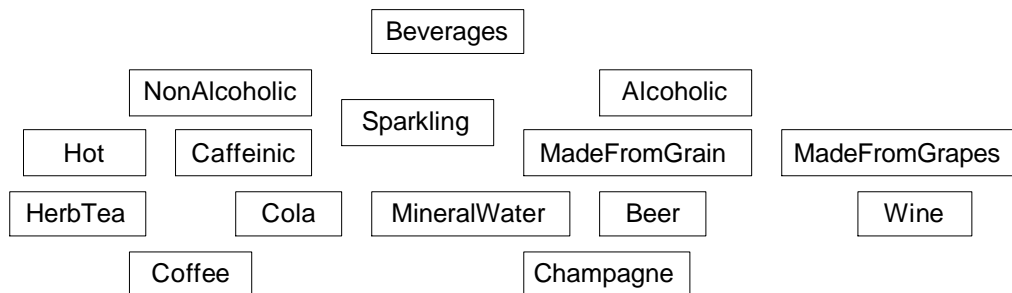 Beverages
NonAlcoholic
Alcoholic
Sparkling
Hot
Caffeinic
MadeFromGrain
MadeFromGrapes
HerbTea
Cola
MineralWater
Beer
Wine
Coffee
Champagne